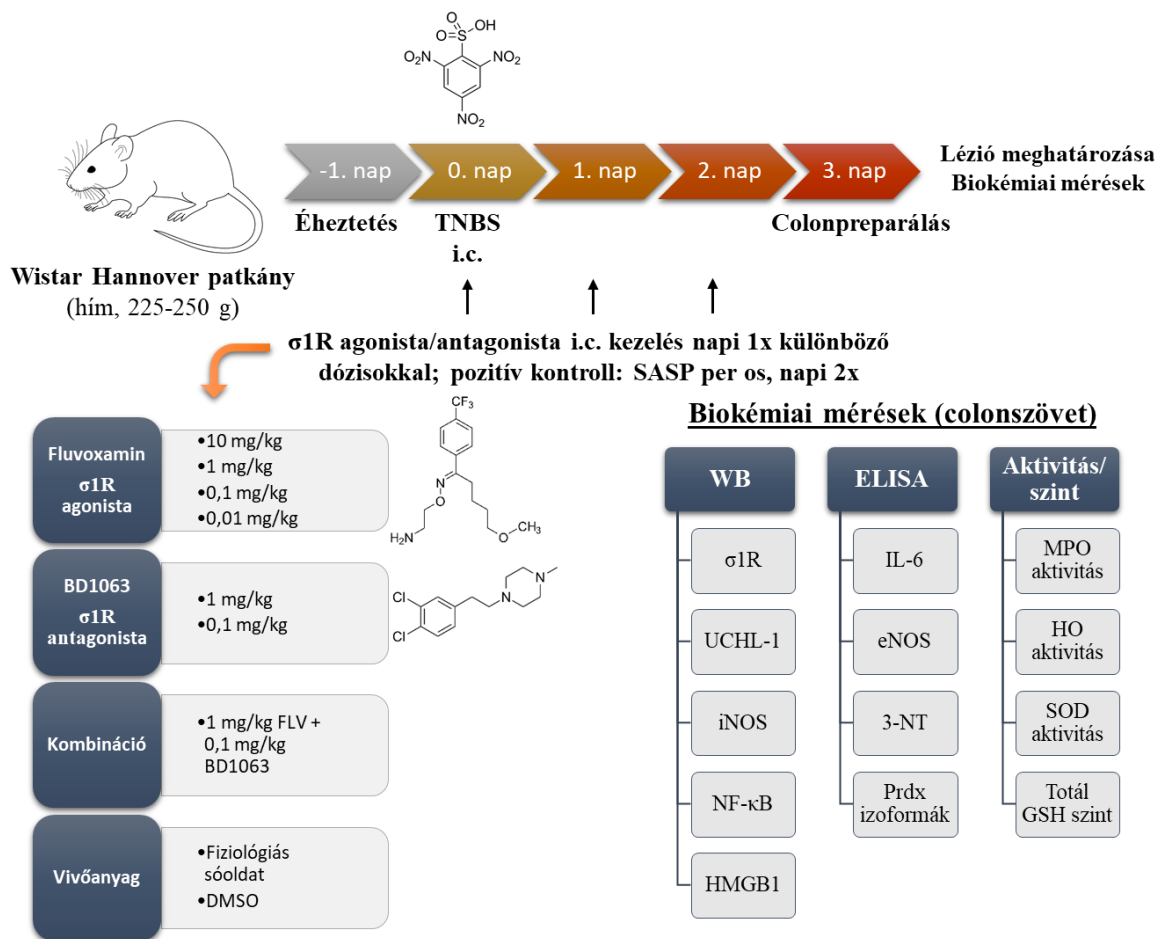 O
S
OH
O
O₂N
NO₂
NO₂
-1. nap
0. nap
1. nap
2. nap
3. nap
Lézió meghatározása
Biokémiai mérések
Éheztetés
TNBS
i.c.
Colonpreparálás
Wistar Hannover patkány
(hím, 225-250 g)
σ1R agonista/antagonista i.c. kezelés napi 1x különböző
dózisokkal; pozitív kontroll: SASP per os, napi 2x
Fluvoxamin
σ1R
agonista
•10 mg/kg
•1 mg/kg
•0,1 mg/kg
•0,01 mg/kg
CF₃
N
O
H₂N
O
CH₃
BD1063
σ1R
antagonista
•1 mg/kg
•0,1 mg/kg
Cl
Cl
N
N
Kombináció
•1 mg/kg FLV +
0,1 mg/kg
BD1063
Vivőanyag
•Fiziológiás
sóoldat
•DMSO
Biokémiai mérések (colonszövet)
WB
σ1R
UCHL-1
iNOS
NF-κB
HMGB1
ELISA
IL-6
eNOS
3-NT
Prdx
izoformák
Aktivitás/
szint
MPO
aktivitás
HO
aktivitás
SOD
aktivitás
Totál
GSH szint